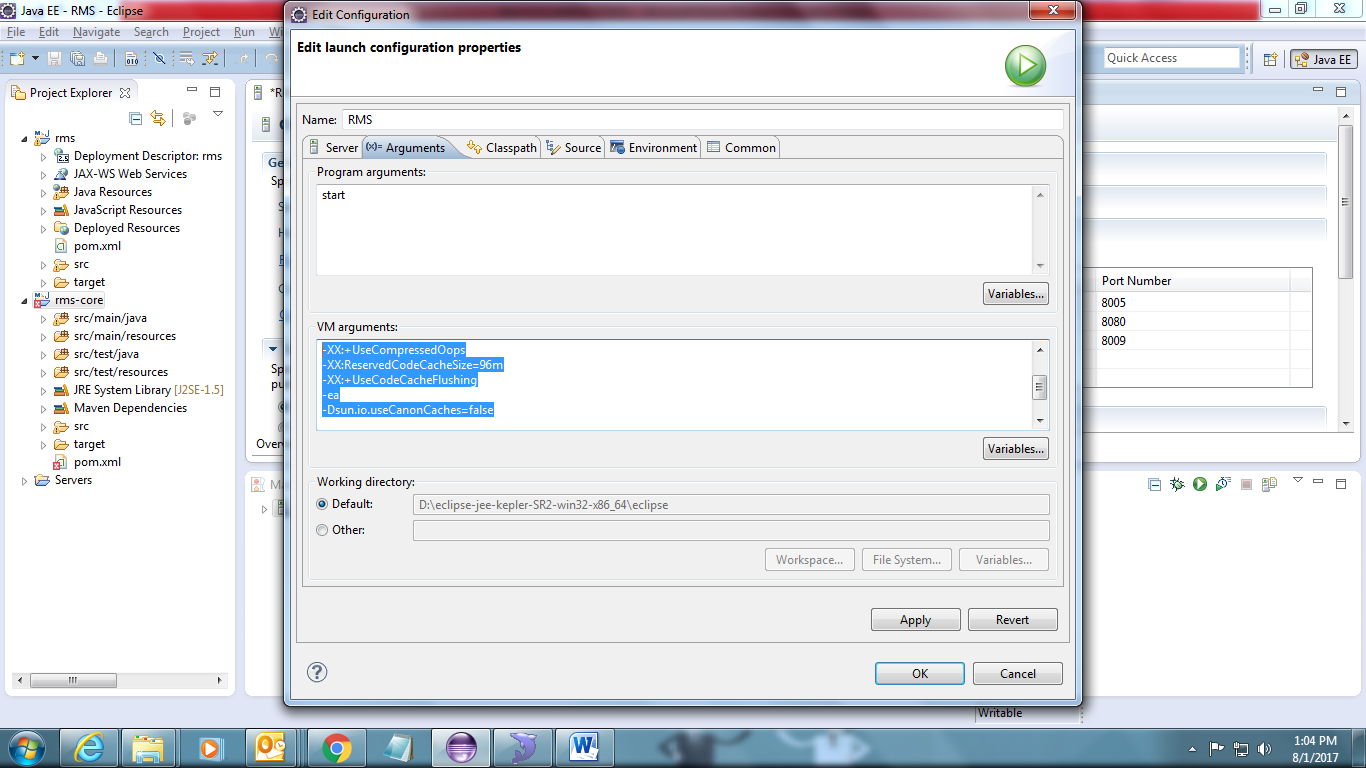 Java EE - RMS - Eclipse
File Edit Navigate Search Project Run
Quick Access
Java EE
Project Explorer
rms
Deployment Descriptor: rms
JAX-WS Web Services
Java Resources
JavaScript Resources
Deployed Resources
pom.xml
src
target
rms-core
src/main/java
src/main/resources
src/test/java
src/test/resources
JRE System Library [J2SE-1.5]
Maven Dependencies
src
target
pom.xml
Servers
Edit Configuration
Edit launch configuration properties
Name: RMS
Server (x)= Arguments Classpath Source Environment Common
Program arguments:
start
Variables...
VM arguments:
-XX:+UseCompressedOops
-XX:ReservedCodeCacheSize=96m
-XX:+UseCodeCacheFlushing
-ea
-Dsun.io.useCanonCaches=false
Variables...
Working directory:
Default: D:\eclipse-jee-kepler-SR2-win32-x86_64\eclipse
Other:
Workspace... File System... Variables...
Apply Revert
OK Cancel
Port Number
8005
8080
8009
Writable
1:04 PM
8/1/2017